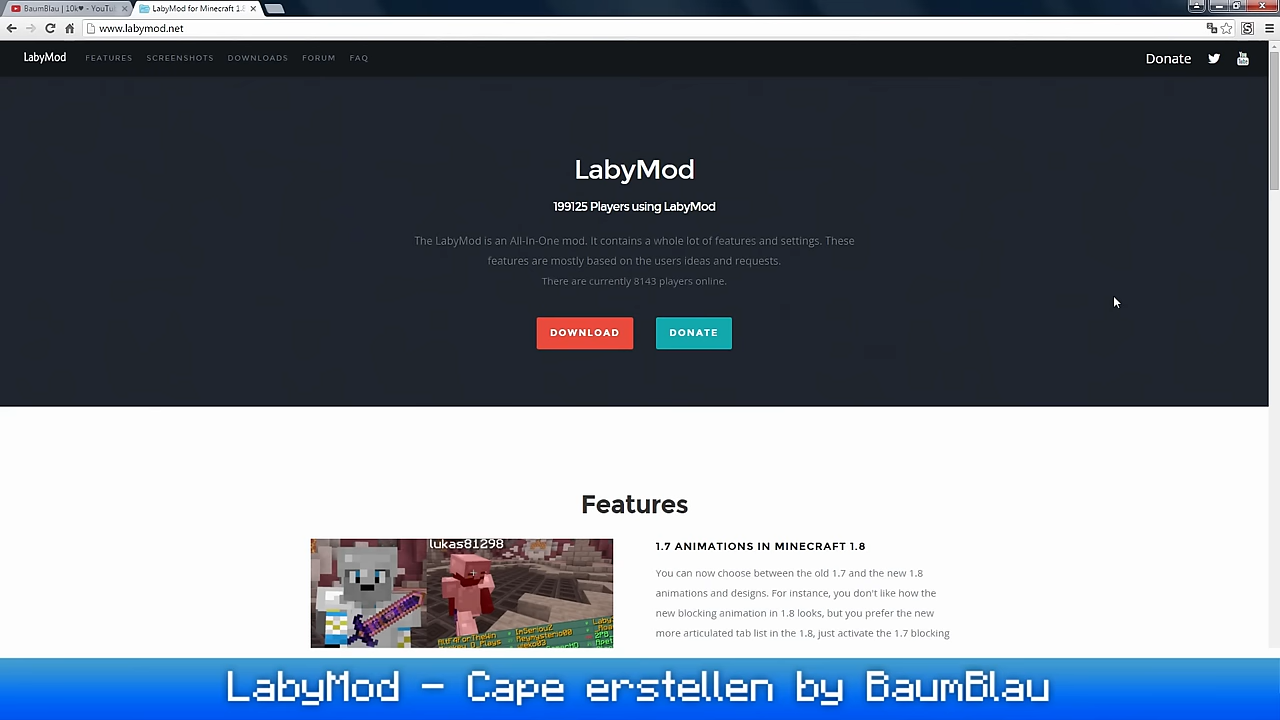 BaumBlau | 10k♥ - YouTu
LabyMod for Minecraft 1.8
www.labymod.net
LabyMod FEATURES SCREENSHOTS DOWNLOADS FORUM FAQ Donate You Tube
LabyMod
199125 Players using LabyMod
The LabyMod is an All-In-One mod. It contains a whole lot of features and settings. These
features are mostly based on the users ideas and requests.
There are currently 8143 players online.
DOWNLOAD DONATE
Features
lukas81298
1.7 ANIMATIONS IN MINECRAFT 1.8
You can now choose between the old 1.7 and the new 1.8
animations and designs. For instance, you don't like how the
new blocking animation in 1.8 looks, but you prefer the new
more articulated tab list in the 1.8, just activate the 1.7 blocking
LabyMod - Cape erstellen by BaumBlau